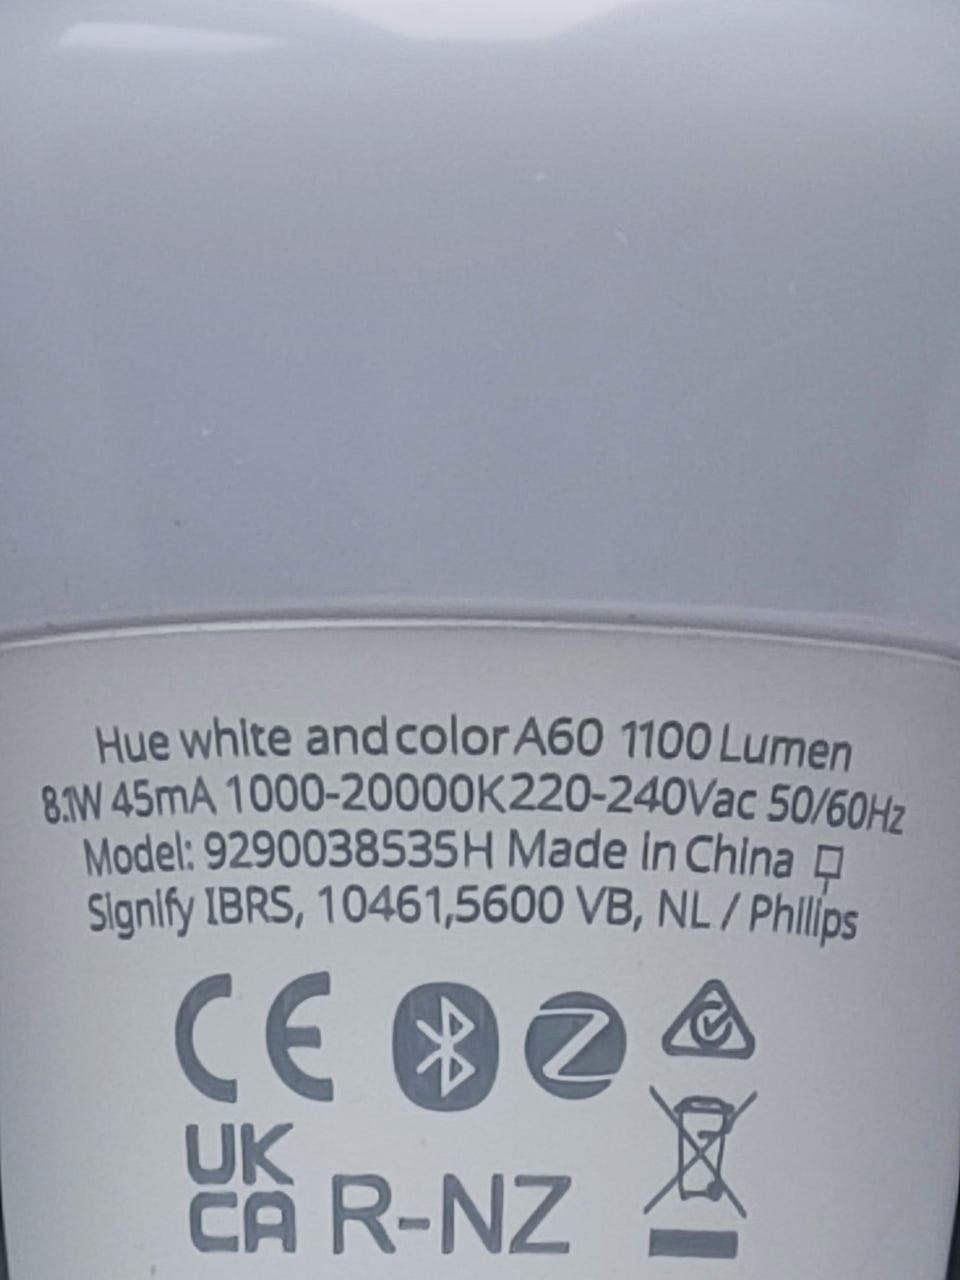 Hue white and color A60 1100 Lumen
8.1W 45mA 1000-20000K 220-240Vac 50/60Hz
Model: 9290038535H Made in China
Signify IBRS, 10461,5600 VB, NL / Philips
CE
UK
CA R-NZ